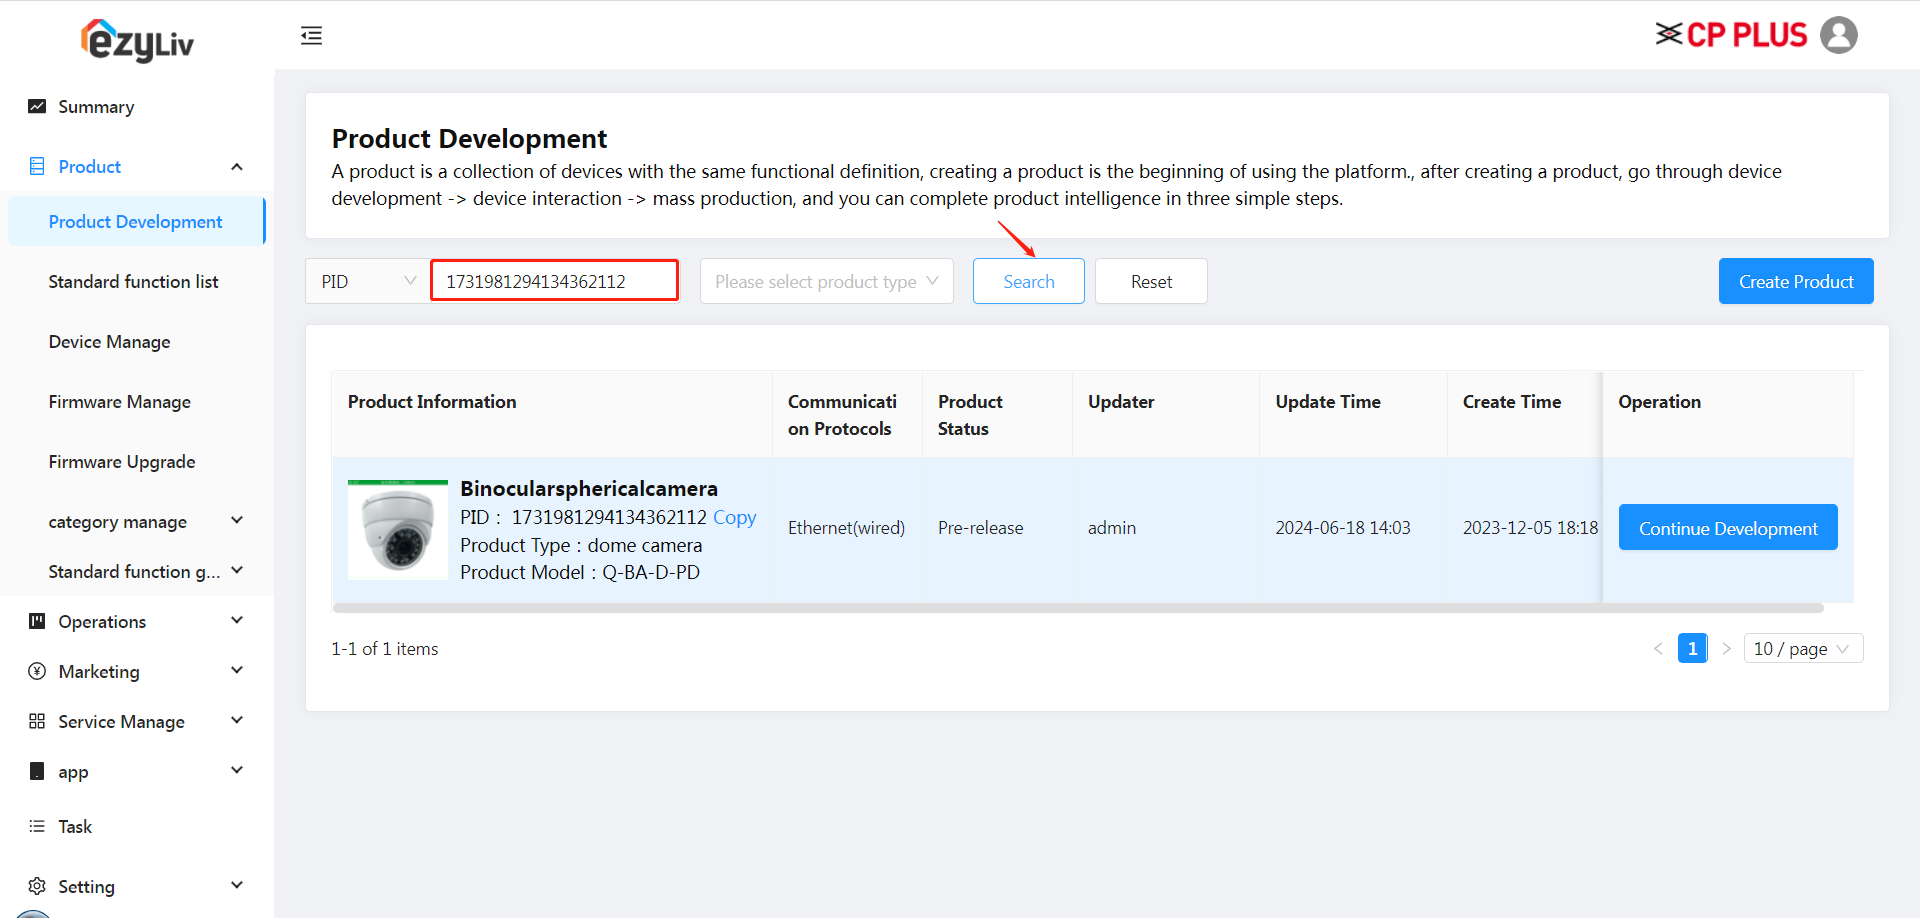 ezyLiv
CP PLUS
Summary
Product
Product Development
Standard function list
Device Manage
Firmware Manage
Firmware Upgrade
category manage
Standard function g...
Operations
Marketing
Service Manage
app
Task
Setting
Product Development
A product is a collection of devices with the same functional definition, creating a product is the beginning of using the platform., after creating a product, go through device
development -> device interaction -> mass production, and you can complete product intelligence in three simple steps.
PID 1731981294134362112 Please select product type Search Reset Create Product
Product Information Communicati Product Updater Update Time Create Time Operation
on Protocols Status
Binocularsphericalcamera
PID： 1731981294134362112 Copy
Product Type：dome camera
Product Model：Q-BA-D-PD
Ethernet(wired) Pre-release admin 2024-06-18 14:03 2023-12-05 18:18 Continue Development
1-1 of 1 items
< 1 > 10 / page